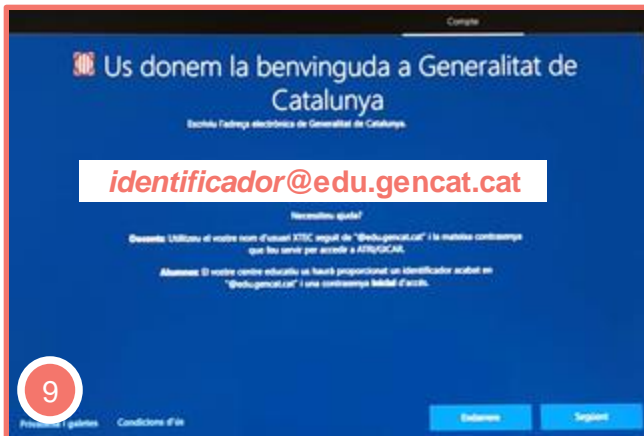 Compte
Us donem la benvinguda a Generalitat de
Catalunya
Escriviu l'adreça electrònica de Generalitat de Catalunya.
identificador@edu.gencat.cat
Necessiteu ajuda?
Docents: Utilitzeu el vostre nom d'usuari XTEC seguit de "@edu.gencat.cat" i la mateixa contrasenya
que feu servir per accedir a ATRI/GICAR.
Alumnes: El vostre centre educatiu us haurà proporcionat un identificador acabat en
"@edu.gencat.cat" i una contrasenya inicial d'accés.
9
Privadesa i galetes Condicions d'ús
Endarrere Següent